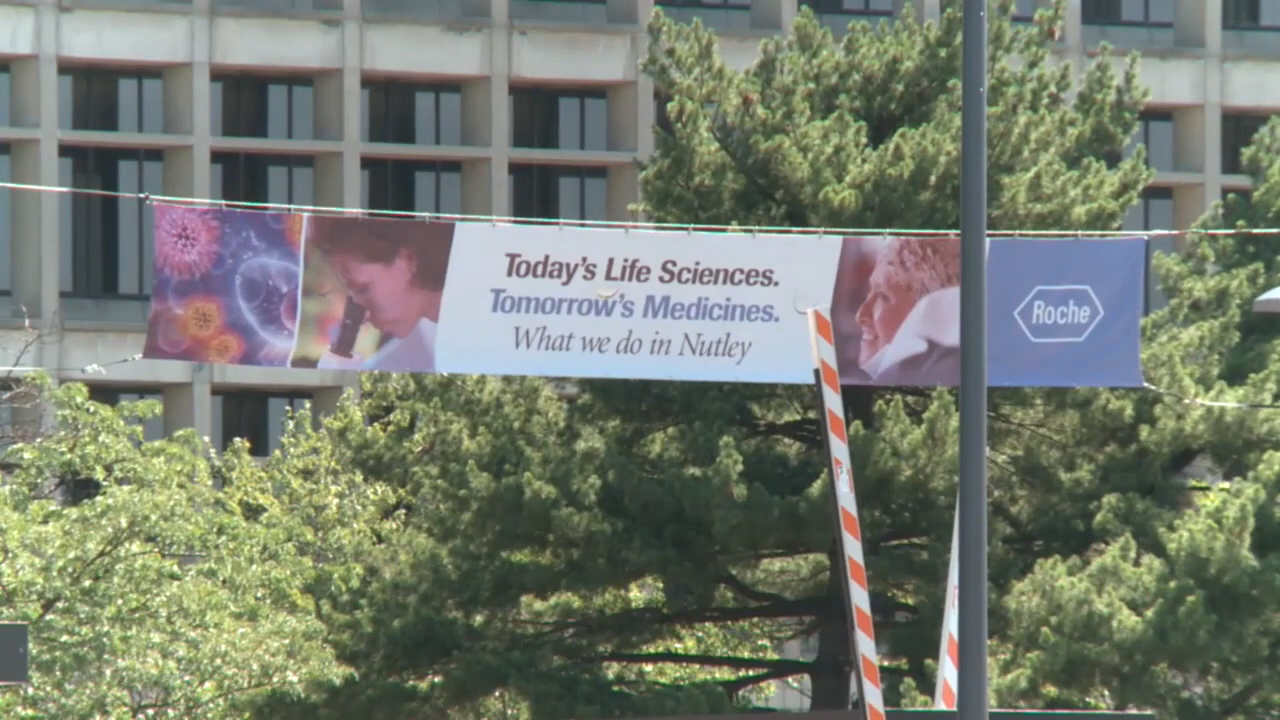 Today's Life Sciences.
Tomorrow's Medicines.
What we do in Nutley
Roche